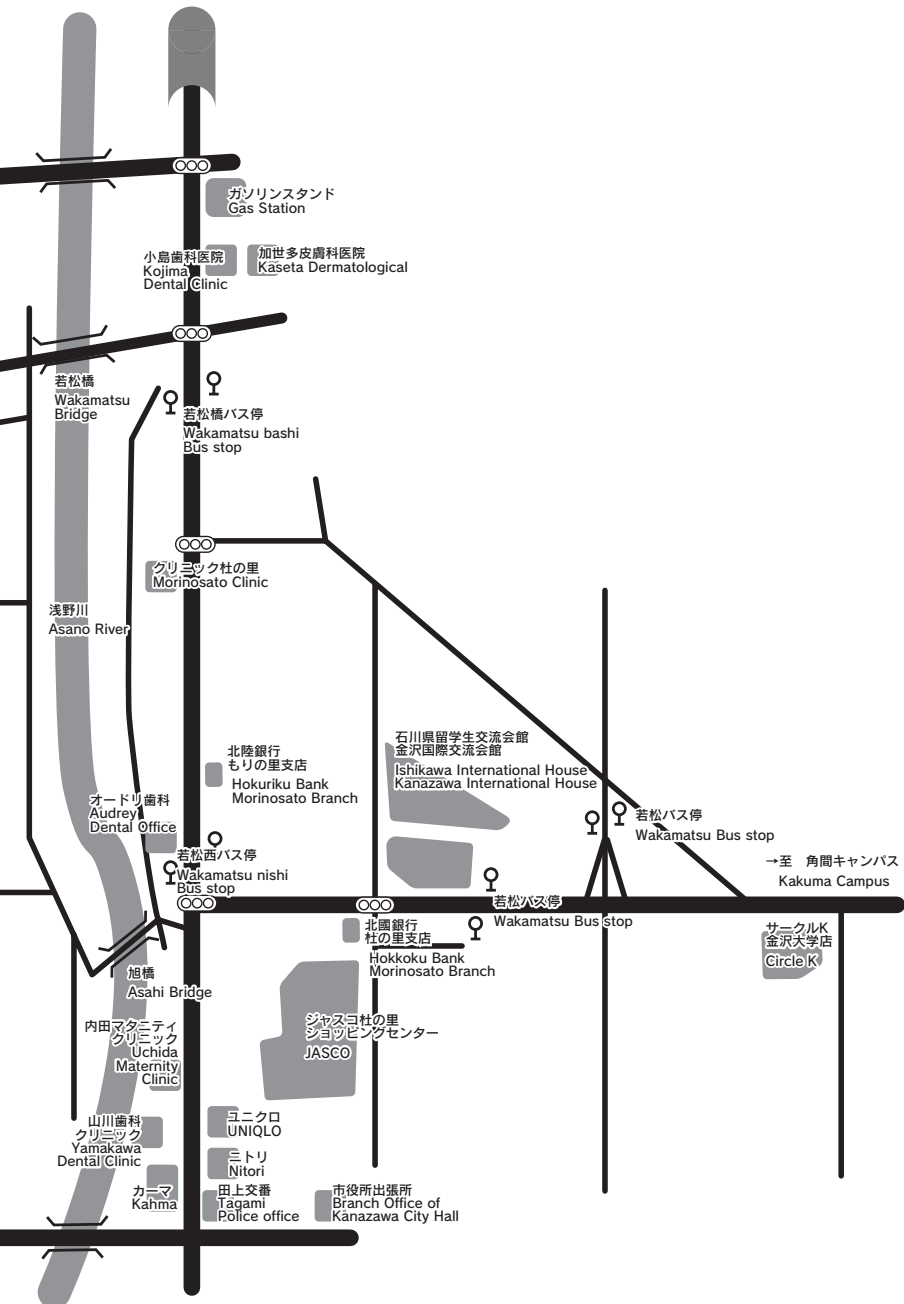 ガソリンスタンド
Gas Station
小島歯科医院
Kojima
Dental Clinic
加世多皮膚科医院
Kaseta Dermatological
若松橋
Wakamatsu
Bridge
若松橋バス停
Wakamatsu bashi
Bus stop
クリニック杜の里
Morinosato Clinic
浅野川
Asano River
北陸銀行
もりの里支店
Hokuriku Bank
Morinosato Branch
石川県留学生交流会館
金沢国際交流会館
Ishikawa International House
Kanazawa International House
オードリ歯科
Audrey
Dental Office
若松バス停
Wakamatsu Bus stop
若松西バス停
Wakamatsu nishi
Bus stop
→至　角間キャンパス
Kakuma Campus
若松バス停
Wakamatsu Bus stop
北國銀行
杜の里支店
Hokkoku Bank
Morinosato Branch
サークルK
金沢大学店
Circle K
旭橋
Asahi Bridge
内田マタニティ
クリニック
Uchida
Maternity
Clinic
ジャスコ杜の里
ショッピングセンター
JASCO
山川歯科
クリニック
Yamakawa
Dental Clinic
ユニクロ
UNIQLO
ニトリ
Nitori
カーマ
Kahma
田上交番
Tagami
Police office
市役所出張所
Branch Office of
Kanazawa City Hall